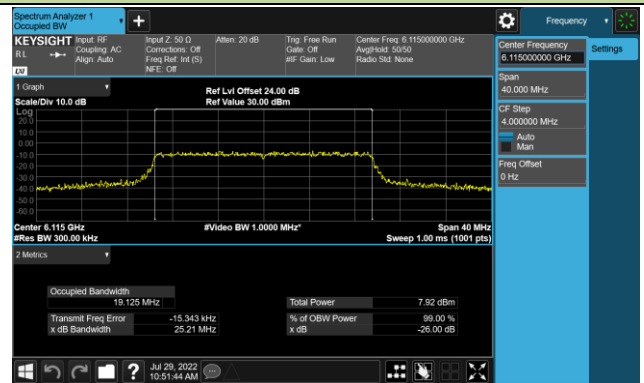 Spectrum Analyzer 1
Occupied BW
Frequency
KEYSIGHT
RL
LXI
Input: RF
Coupling: AC
Align: Auto
Input Z: 50 Ω
Corrections: Off
Freq Ref: Int (S)
NFE: Off
Atten: 20 dB
Trig: Free Run
Gate: Off
#IF Gain: Low
Center Freq: 6.115000000 GHz
Avg|Hold: 50/50
Radio Std: None
Center Frequency
6.115000000 GHz
Settings
Span
40.000 MHz
CF Step
4.000000 MHz
Auto
Man
Freq Offset
0 Hz
1 Graph
Scale/Div 10.0 dB
Ref Lvl Offset 24.00 dB
Ref Value 30.00 dBm
Log
20.0
10.0
0.00
-10.0
-20.0
-30.0
-40.0
-50.0
-60.0
Center 6.115 GHz
#Res BW 300.00 kHz
#Video BW 1.0000 MHz*
Span 40 MHz
Sweep 1.00 ms (1001 pts)
2 Metrics
Occupied Bandwidth
19.125 MHz
Total Power 7.92 dBm
Transmit Freq Error -15.343 kHz
% of OBW Power 99.00 %
x dB Bandwidth 25.21 MHz
x dB -26.00 dB
?
Jul 29, 2022
10:51:44 AM